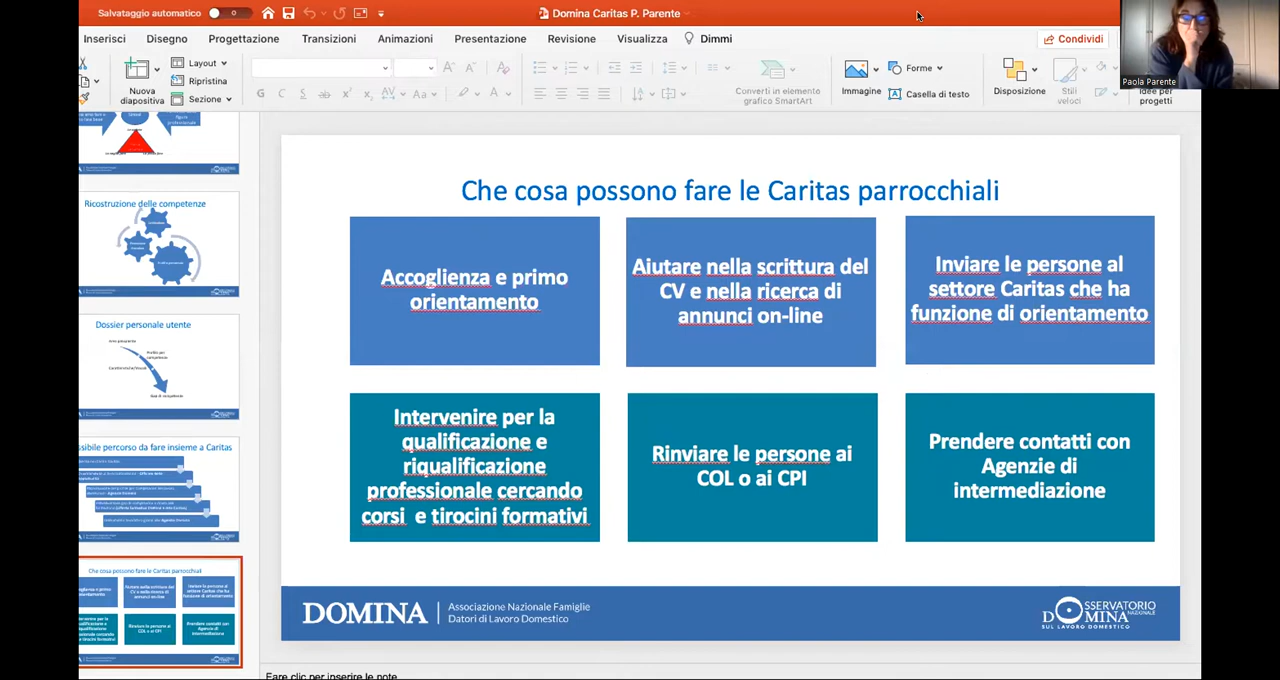 Salvataggio automatico
Domina Caritas P. Parente
Inserisci Disegno Progettazione Transizioni Animazioni Presentazione Revisione Visualizza Dimmi
Condividi
Paola Parente
Nuova diapositiva
Layout
Ripristina
Sezione
G C S ab
Aa
Converti in elemento grafico SmartArt
Immagine
Forme
Casella di testo
Disposizione
Stili veloci
Idee per progetti
figure professionale
Ricostruzione delle competenze
Dossier personale utente
sibile percorso da fare insieme a Caritas
Che cosa possono fare le Caritas parrocchiali
Che cosa possono fare le Caritas parrocchiali
Accoglienza e primo
orientamento
Aiutare nella scrittura del
CV e nella ricerca di
annunci on-line
Inviare le persone al
settore Caritas che ha
funzione di orientamento
Intervenire per la
qualificazione e
riqualificazione
professionale cercando
corsi e tirocini formativi
Rinviare le persone ai
COL o ai CPI
Prendere contatti con
Agenzie di
intermediazione
DOMINA
Associazione Nazionale Famiglie
Datori di Lavoro Domestico
OSSERVATORIO
NAZIONALE
DOMINA
SUL LAVORO DOMESTICO
Fare clic per inserire le note